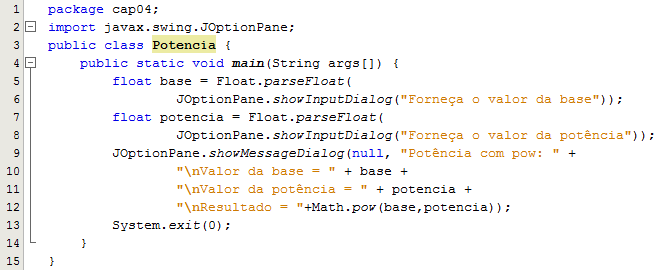 1 package cap04;
2 import javax.swing.JOptionPane;
3 public class Potencia {
4     public static void main(String args[]) {
5         float base = Float.parseFloat(
6                 JOptionPane.showInputDialog("Forneça o valor da base"));
7         float potencia = Float.parseFloat(
8                 JOptionPane.showInputDialog("Forneça o valor da potência"));
9         JOptionPane.showMessageDialog(null, "Potência com pow: " +
10                 "\nValor da base = " + base +
11                 "\nValor da potência = " + potencia +
12                 "\nResultado = "+Math.pow(base,potencia));
13         System.exit(0);
14     }
15 }